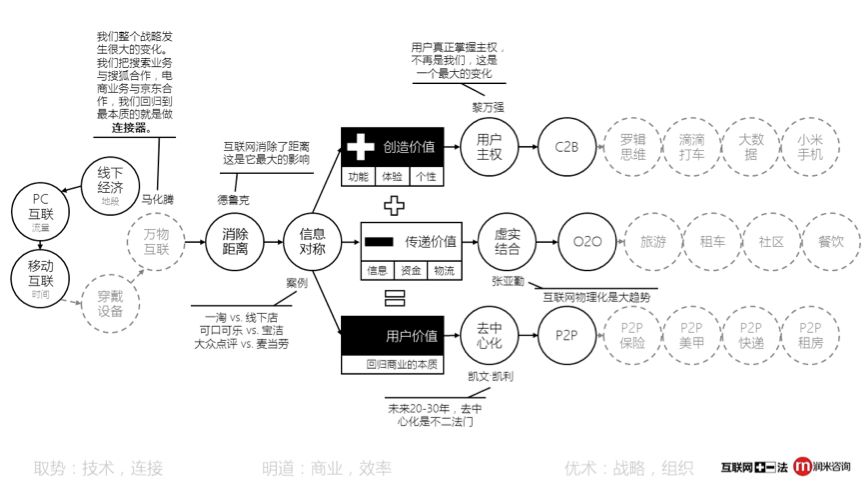 我们整个战略发
生很大的变化。
我们把搜索业务
与搜狐合作，电
商业务与京东合
作，我们回归到
最本质的就是做
连接器。
马化腾
线下
经济
地段
PC
互联
流量
移动
互联
时间
穿戴
设备
万物
互联
互联网消除了距离
这是它最大的影响
德鲁克
消除
距离
信息
对称
案例
一淘 vs. 线下店
可口可乐 vs. 宝洁
大众点评 vs. 麦当劳
用户真正掌握主权，
不再是我们，这是
一个最大的变化
黎万强
创造价值
功能
体验
个性
用户
主权
C2B
罗辑
思维
滴滴
打车
大数
据
小米
手机
传递价值
信息
资金
物流
虚实
结合
O2O
旅游
租车
社区
餐饮
张亚勤
互联网物理化是大趋势
用户价值
回归商业的本质
去中
心化
P2P
P2P
保险
P2P
美甲
P2P
快递
P2P
租房
凯文·凯利
未来20-30年，去中
心化是不二法门
取势：技术，连接
明道：商业，效率
优术：战略，组织
互联网+-法
m润米咨询